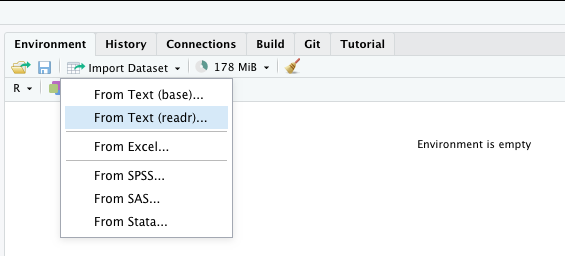 Environment History Connections Build Git Tutorial
Import Dataset 178 MiB
R
From Text (base)...
From Text (readr)...
From Excel...
Environment is empty
From SPSS...
From SAS...
From Stata...